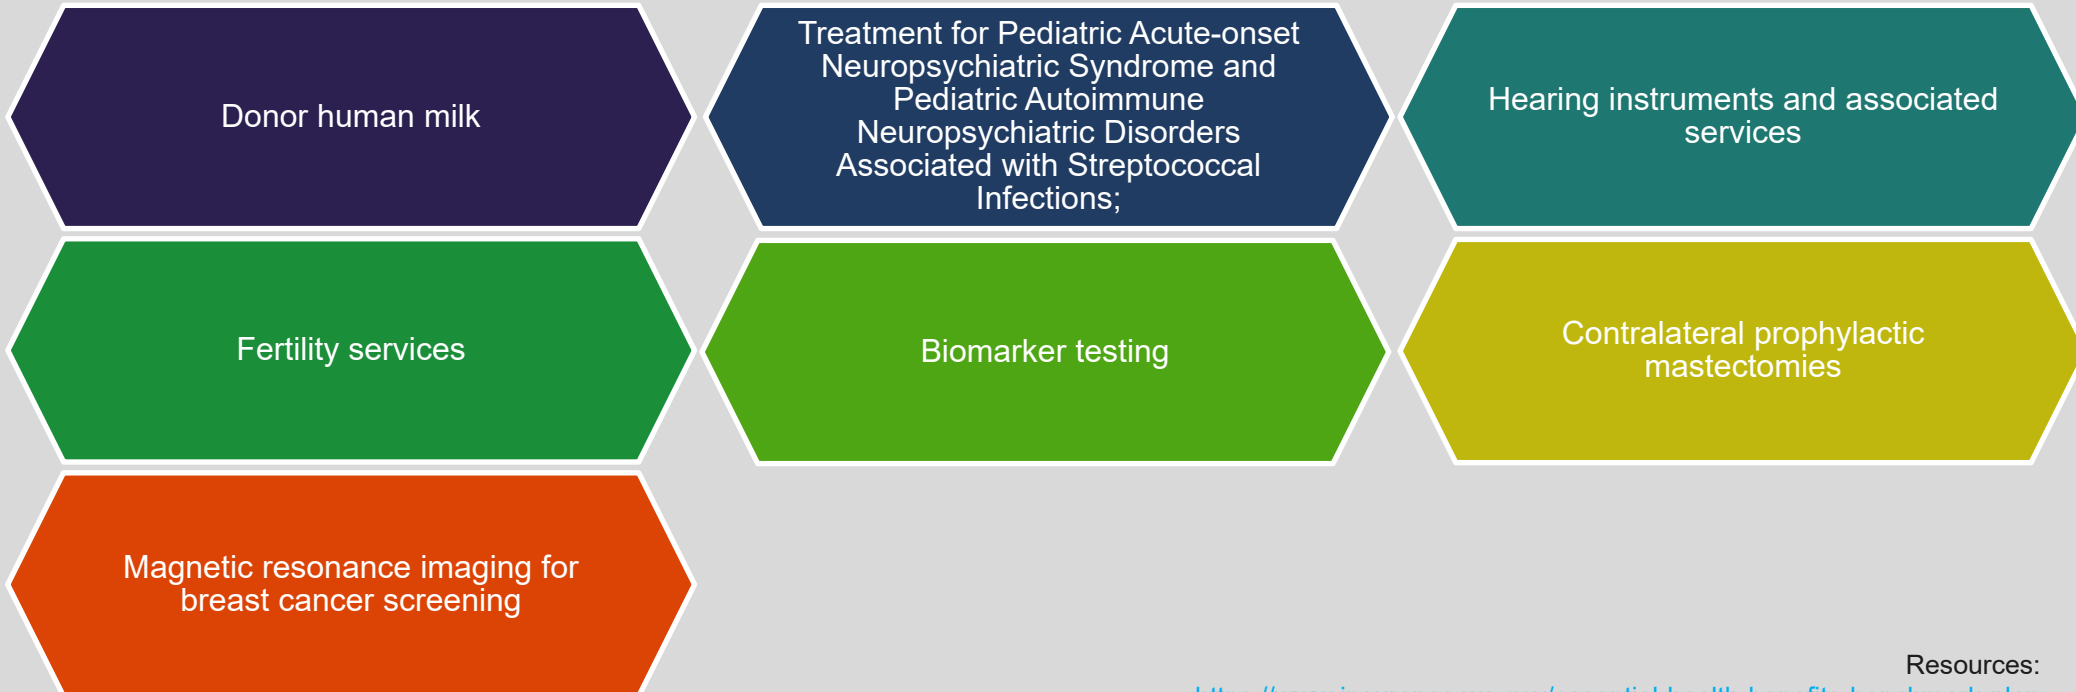 Donor human milk
Treatment for Pediatric Acute-onset
Neuropsychiatric Syndrome and
Pediatric Autoimmune
Neuropsychiatric Disorders
Associated with Streptococcal
Infections;
Hearing instruments and associated
services
Fertility services
Biomarker testing
Contralateral prophylactic
mastectomies
Magnetic resonance imaging for
breast cancer screening
Resources: